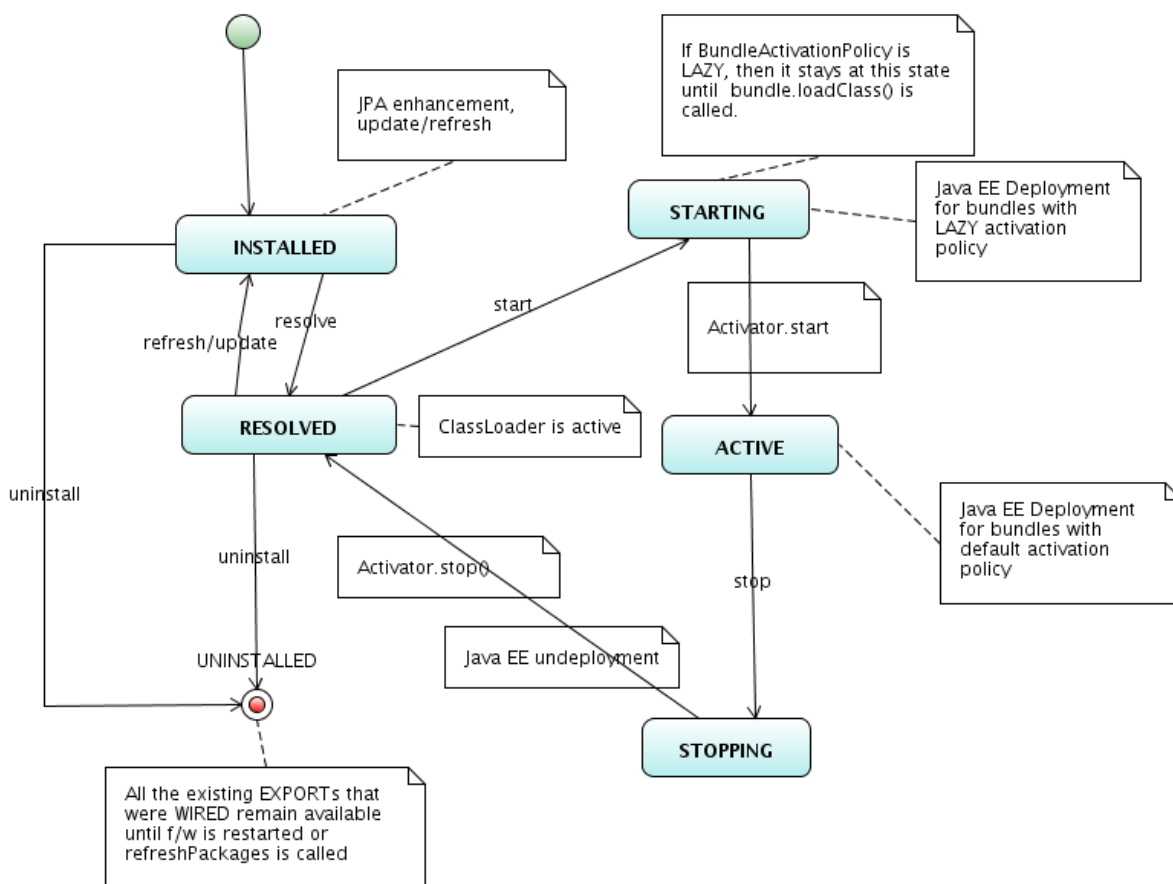 If BundleActivationPolicy is
LAZY, then it stays at this state
until bundle.loadClass() is
called.
JPA enhancement,
update/refresh
STARTING
Java EE Deployment
for bundles with
LAZY activation
policy
INSTALLED
start
resolve
refresh/update
Activator.start
RESOLVED
ClassLoader is active
ACTIVE
uninstall
uninstall
Activator.stop()
stop
Java EE Deployment
for bundles with
default activation
policy
UNINSTALLED
Java EE undeployment
STOPPING
All the existing EXPORTs that
were WIRED remain available
until f/w is restarted or
refreshPackages is called